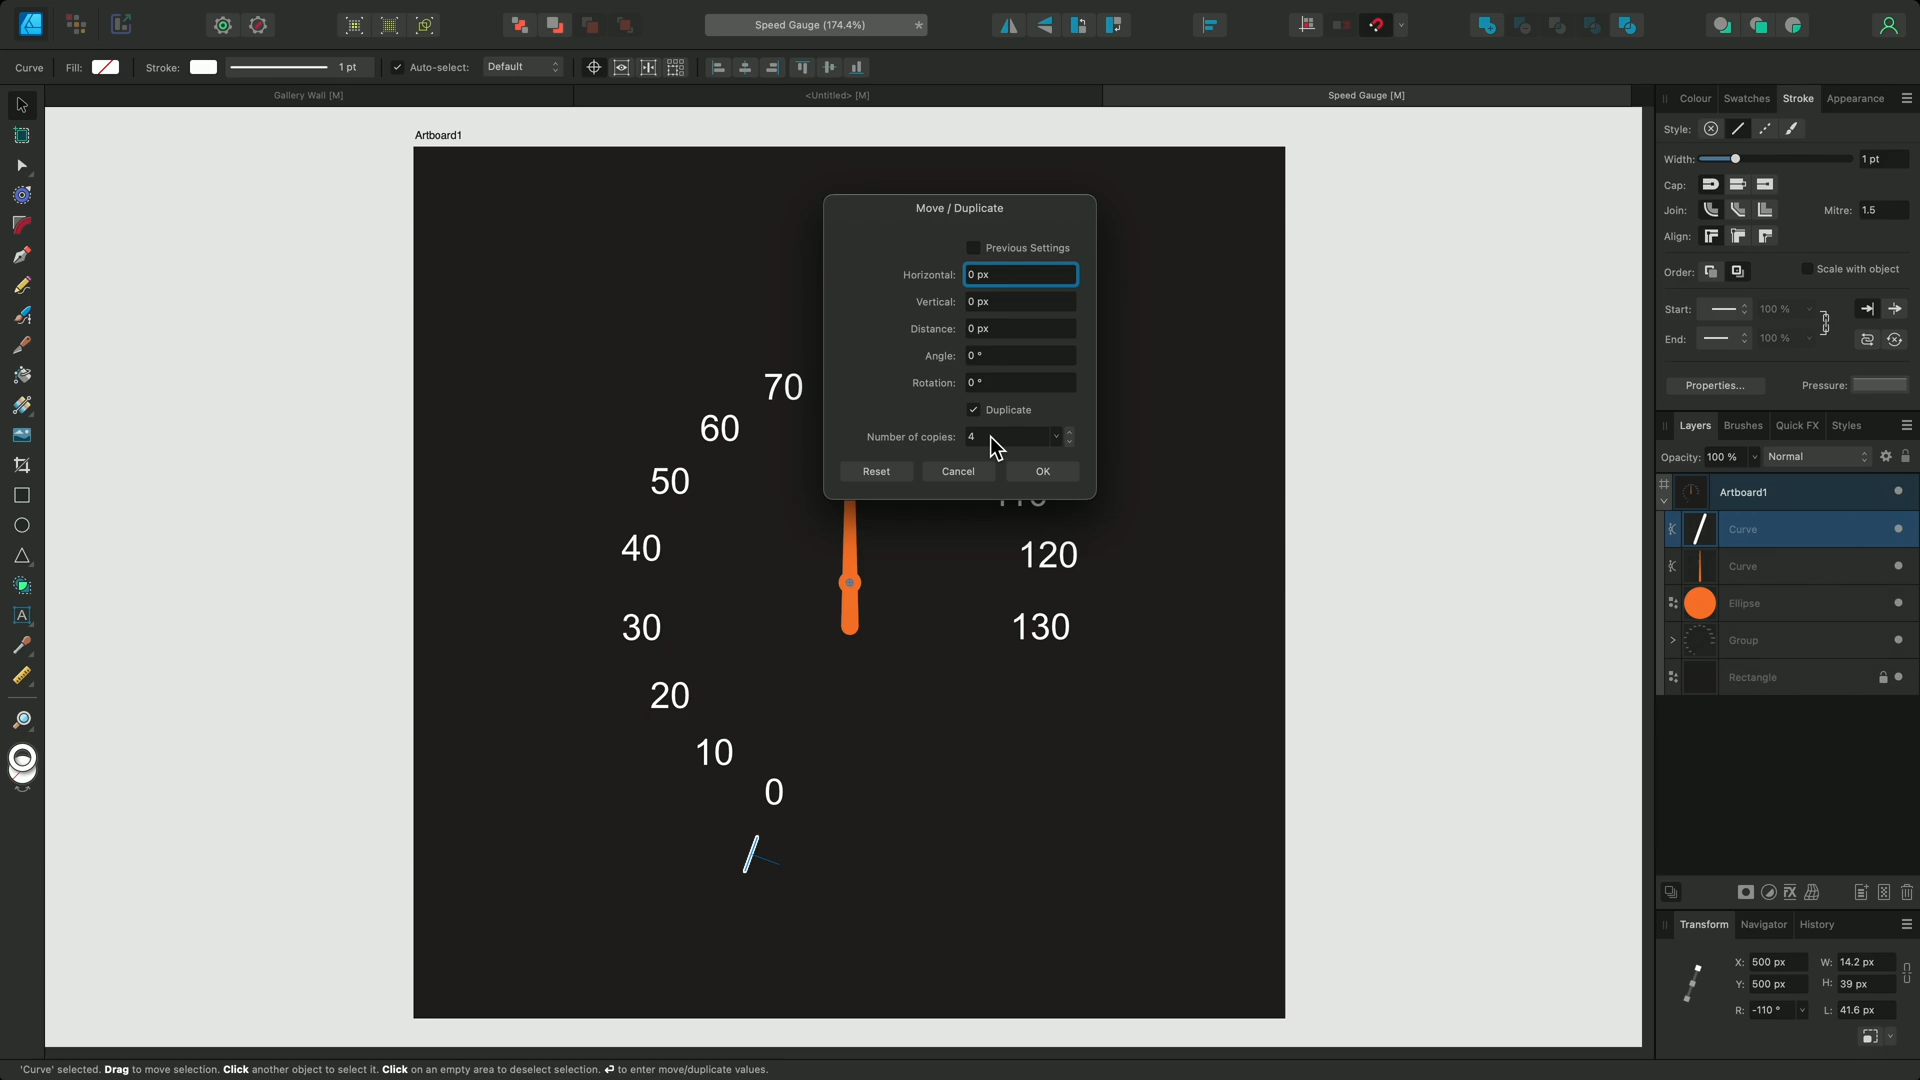 Speed Gauge (174.4%) *
Curve Fill: Stroke: 1 pt Auto-select: Default
Gallery Wall [M] <Untitled> [M] Speed Gauge [M]
Artboard1
Move / Duplicate
Previous Settings
Horizontal: 0 px
Vertical: 0 px
Distance: 0 px
Angle: 0 °
Rotation: 0 °
Duplicate
Number of copies: 4
Reset Cancel OK
70
60
50
40
30
20
10
0
120
130
Colour Swatches Stroke Appearance
Style:
Width: 1 pt
Cap:
Join: Mitre: 1.5
Align:
Order: Scale with object
Start: 100 %
End: 100 %
Properties... Pressure:
Layers Brushes Quick FX Styles
Opacity: 100 % Normal
Artboard1
Curve
Curve
Ellipse
Group
Rectangle
Transform Navigator History
X: 500 px W: 14.2 px
Y: 500 px H: 39 px
R: -110 ° L: 41.6 px
'Curve' selected. Drag to move selection. Click another object to select it. Click on an empty area to deselect selection. ⏎ to enter move/duplicate values.